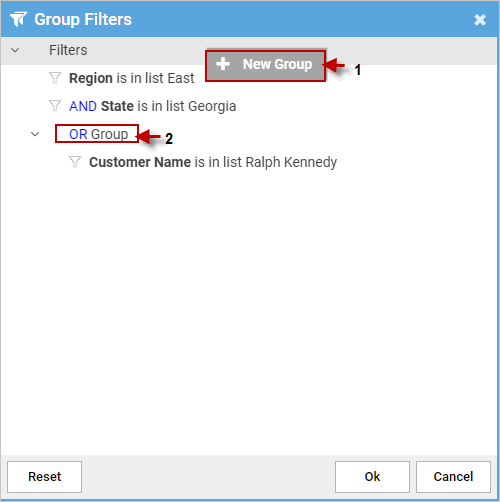 Group Filters
Filters
New Group 1
Region is in list East
AND State is in list Georgia
OR Group 2
Customer Name is in list Ralph Kennedy
Reset Ok Cancel